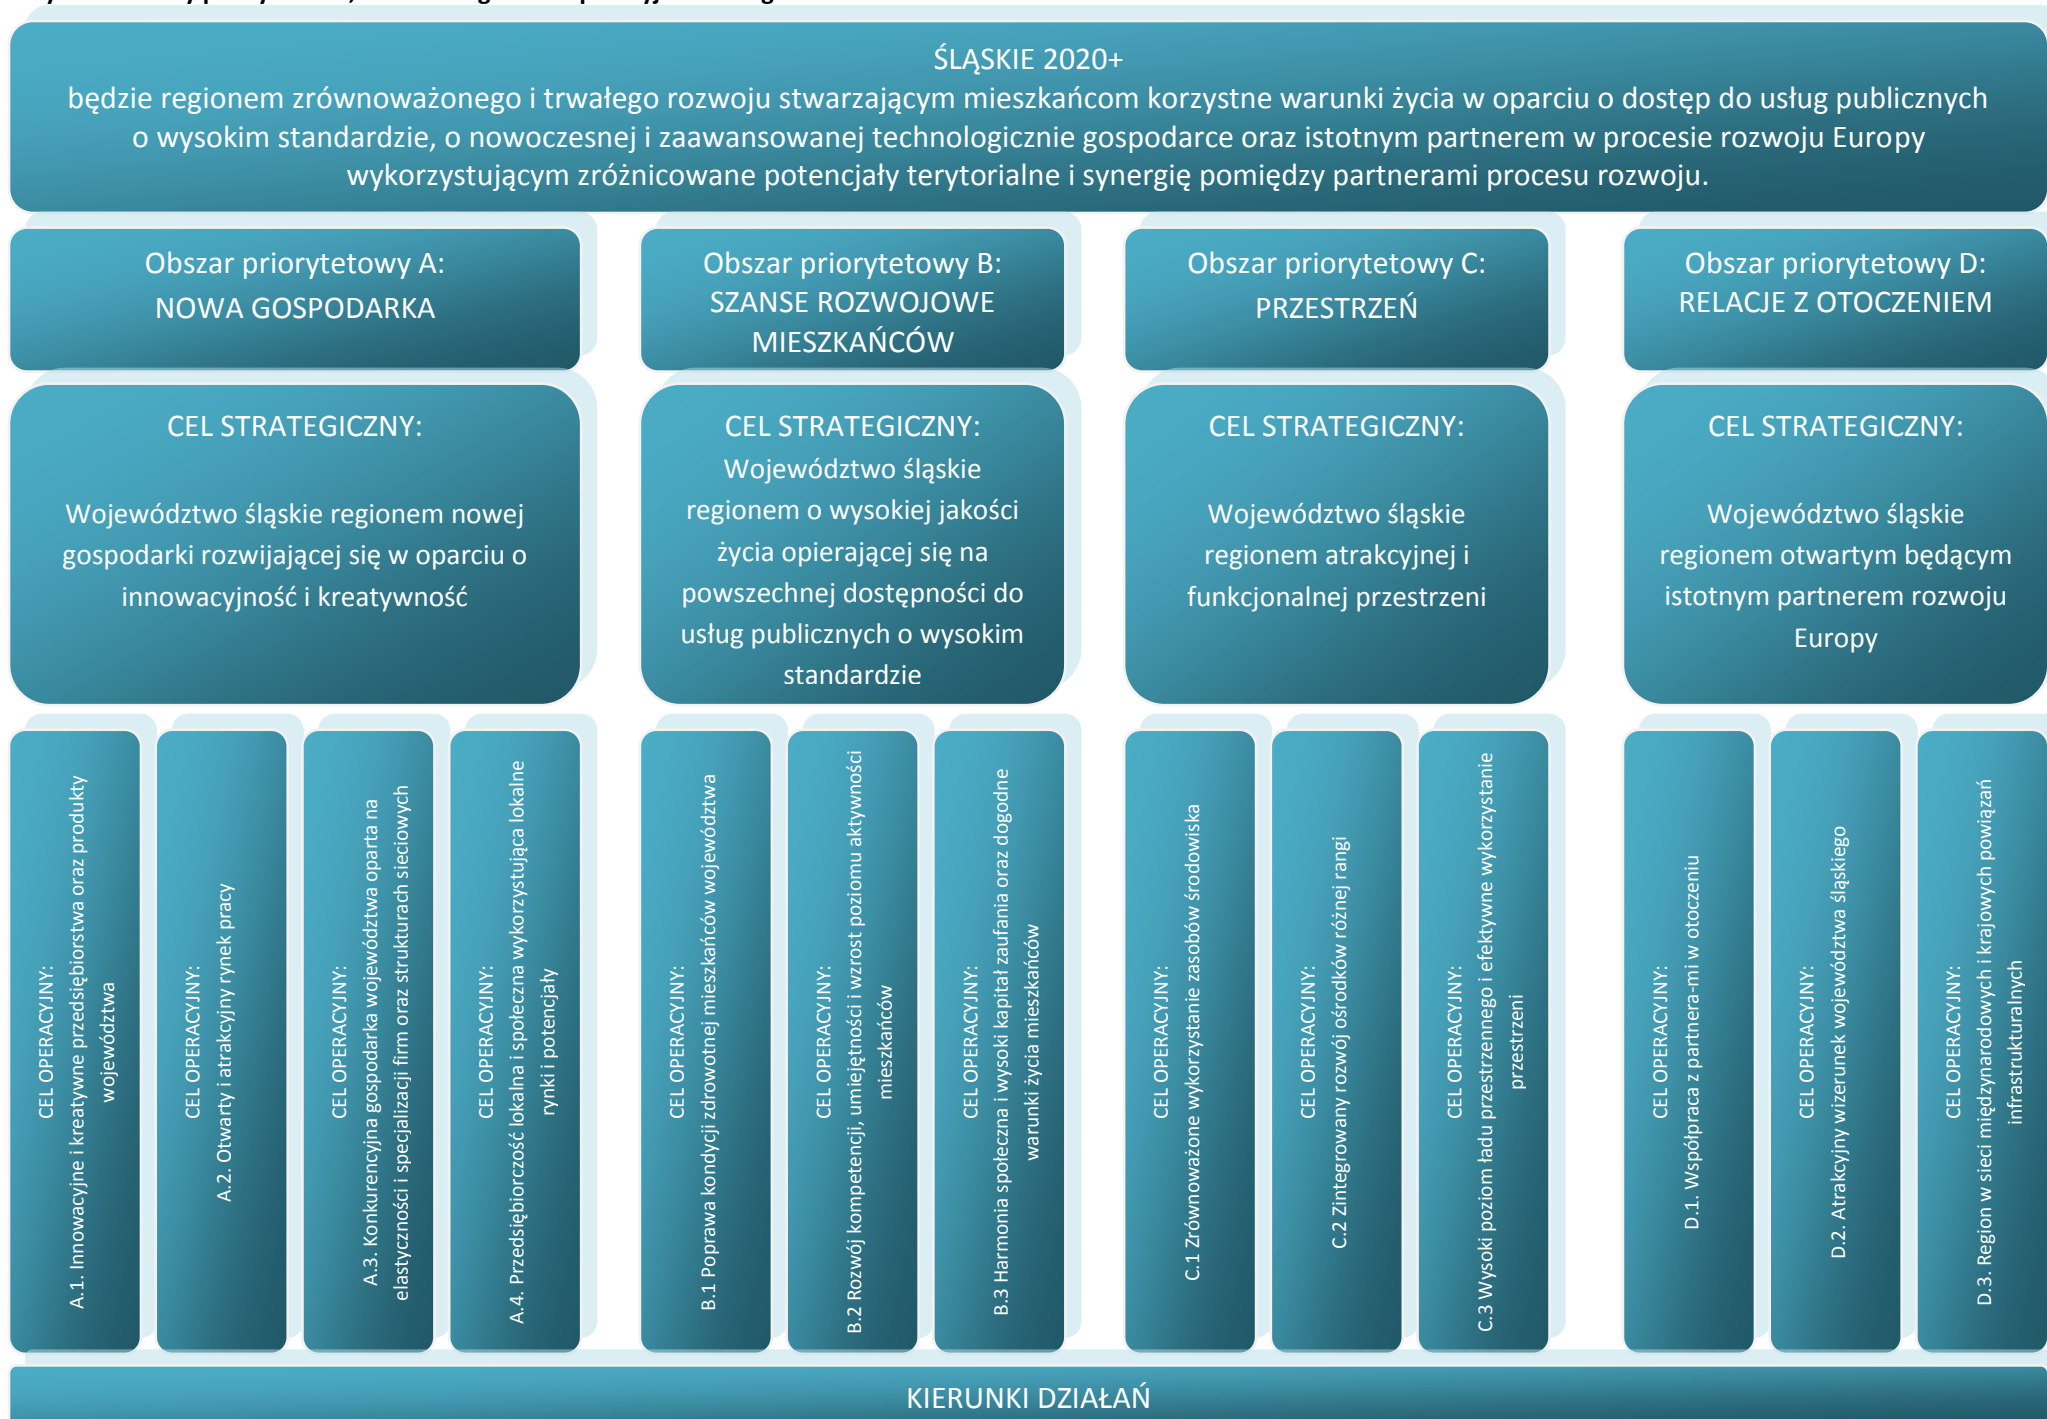 ŚLĄSKIE 2020+
będzie regionem zrównoważonego i trwałego rozwoju stwarzającym mieszkańcom korzystne warunki życia w oparciu o dostęp do usług publicznych
o wysokim standardzie, o nowoczesnej i zaawansowanej technologicznie gospodarce oraz istotnym partnerem w procesie rozwoju Europy
wykorzystującym zróżnicowane potencjały terytorialne i synergię pomiędzy partnerami procesu rozwoju.
Obszar priorytetowy A:
NOWA GOSPODARKA
Obszar priorytetowy B:
SZANSE ROZWOJOWE
MIESZKAŃCÓW
Obszar priorytetowy C:
PRZESTRZEŃ
Obszar priorytetowy D:
RELACJE Z OTOCZENIEM
CEL STRATEGICZNY:
Województwo śląskie regionem nowej
gospodarki rozwijającej się w oparciu o
innowacyjność i kreatywność
CEL STRATEGICZNY:
Województwo śląskie
regionem o wysokiej jakości
życia opierającej się na
powszechnej dostępności do
usług publicznych o wysokim
standardzie
CEL STRATEGICZNY:
Województwo śląskie
regionem atrakcyjnej i
funkcjonalnej przestrzeni
CEL STRATEGICZNY:
Województwo śląskie
regionem otwartym będącym
istotnym partnerem rozwoju
Europy
CEL OPERACYJNY:
A.1. Innowacyjne i kreatywne przedsiębiorstwa oraz produkty
województwa
CEL OPERACYJNY:
A.2. Otwarty i atrakcyjny rynek pracy
CEL OPERACYJNY:
A.3. Konkurencyjna gospodarka województwa oparta na
elastyczności i specjalizacji firm oraz strukturach sieciowych
CEL OPERACYJNY:
A.4. Przedsiębiorczość lokalna i społeczna wykorzystująca lokalne
rynki i potencjały
CEL OPERACYJNY:
B.1 Poprawa kondycji zdrowotnej mieszkańców województwa
CEL OPERACYJNY:
B.2 Rozwój kompetencji, umiejętności i wzrost poziomu aktywności
mieszkańców
CEL OPERACYJNY:
B.3 Harmonia społeczna i wysoki kapitał zaufania oraz dogodne
warunki życia mieszkańców
CEL OPERACYJNY:
C.1 Zrównoważone wykorzystanie zasobów środowiska
CEL OPERACYJNY:
C.2 Zintegrowany rozwój ośrodków różnej rangi
CEL OPERACYJNY:
C.3 Wysoki poziom ładu przestrzennego i efektywne wykorzystanie
przestrzeni
CEL OPERACYJNY:
D.1. Współpraca z partnera-mi w otoczeniu
CEL OPERACYJNY:
D.2. Atrakcyjny wizerunek województwa śląskiego
CEL OPERACYJNY:
D.3. Region w sieci międzynarodowych i krajowych powiązań
infrastrukturalnych
KIERUNKI DZIAŁAŃ